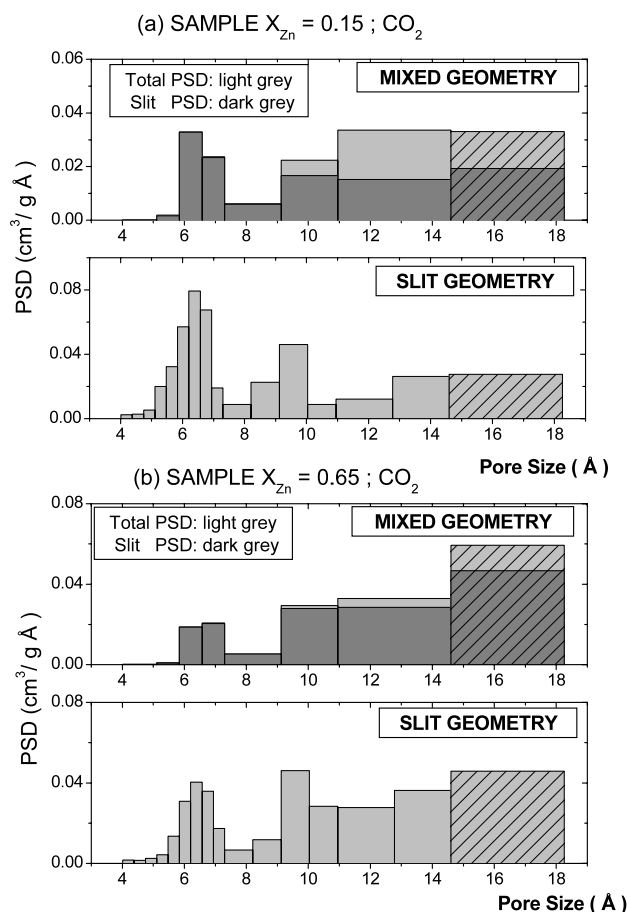 (a) SAMPLE X_Zn = 0.15 ; CO₂
MIXED GEOMETRY
Total PSD: light grey
Slit PSD: dark grey
0.06
0.04
0.02
0.00
4 6 8 10 12 14 16 18
SLIT GEOMETRY
0.08
0.04
0.00
4 6 8 10 12 14 16 18
PSD (cm³/ g Å)
Pore Size ( Å )
(b) SAMPLE X_Zn = 0.65 ; CO₂
MIXED GEOMETRY
Total PSD: light grey
Slit PSD: dark grey
0.08
0.04
0.00
4 6 8 10 12 14 16 18
SLIT GEOMETRY
0.08
0.04
0.00
4 6 8 10 12 14 16 18
PSD (cm³/ g Å)
Pore Size ( Å )